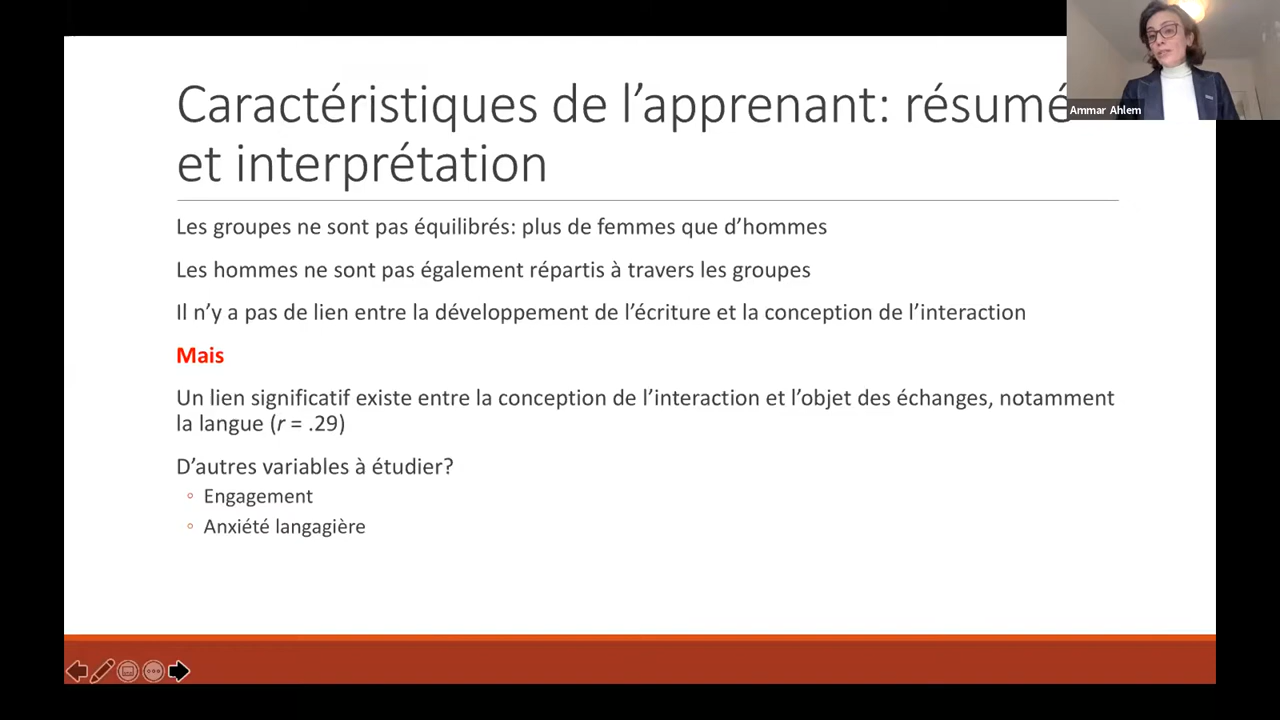 Caractéristiques de l’apprenant: résumé
et interprétation
Ammar Ahlem
Les groupes ne sont pas équilibrés: plus de femmes que d’hommes
Les hommes ne sont pas également répartis à travers les groupes
Il n’y a pas de lien entre la développement de l’écriture et la conception de l’interaction
Mais
Un lien significatif existe entre la conception de l’interaction et l’objet des échanges, notamment
la langue (r = .29)
D’autres variables à étudier?
◦ Engagement
◦ Anxiété langagière